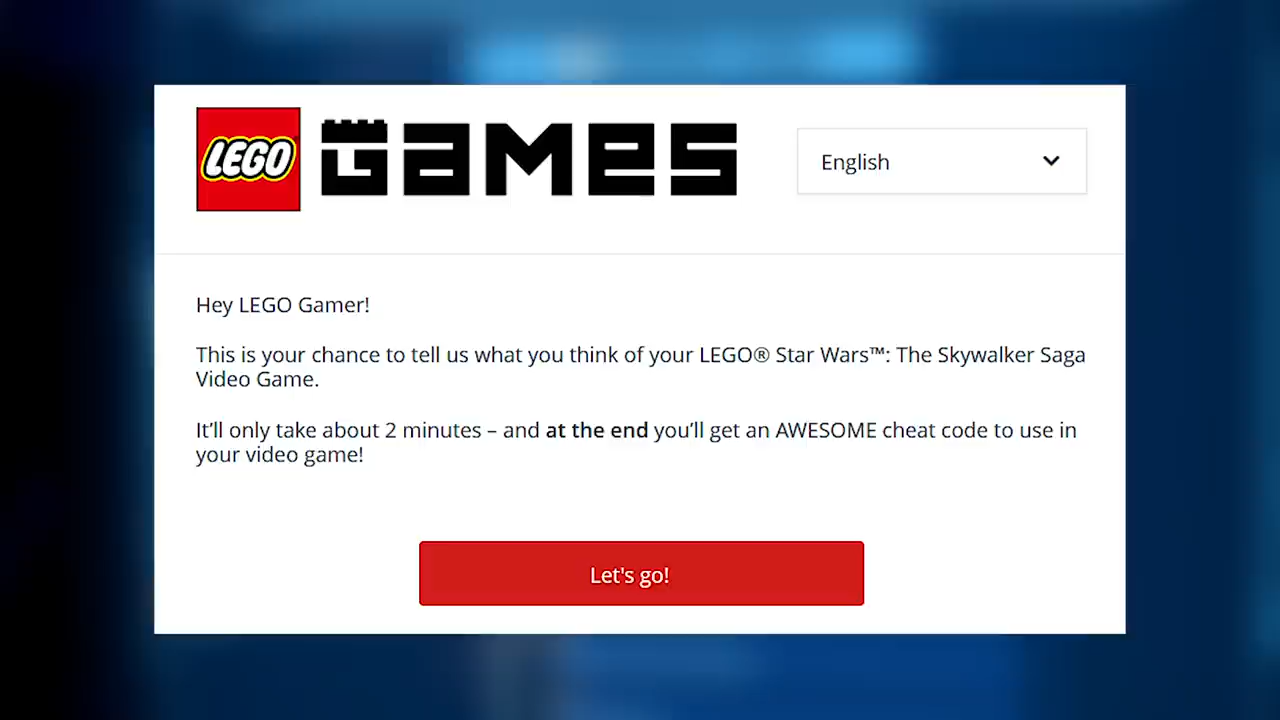 LEGO GAMES
English
Hey LEGO Gamer!
This is your chance to tell us what you think of your LEGO® Star Wars™: The Skywalker Saga
Video Game.
It’ll only take about 2 minutes – and at the end you’ll get an AWESOME cheat code to use in
your video game!
Let's go!